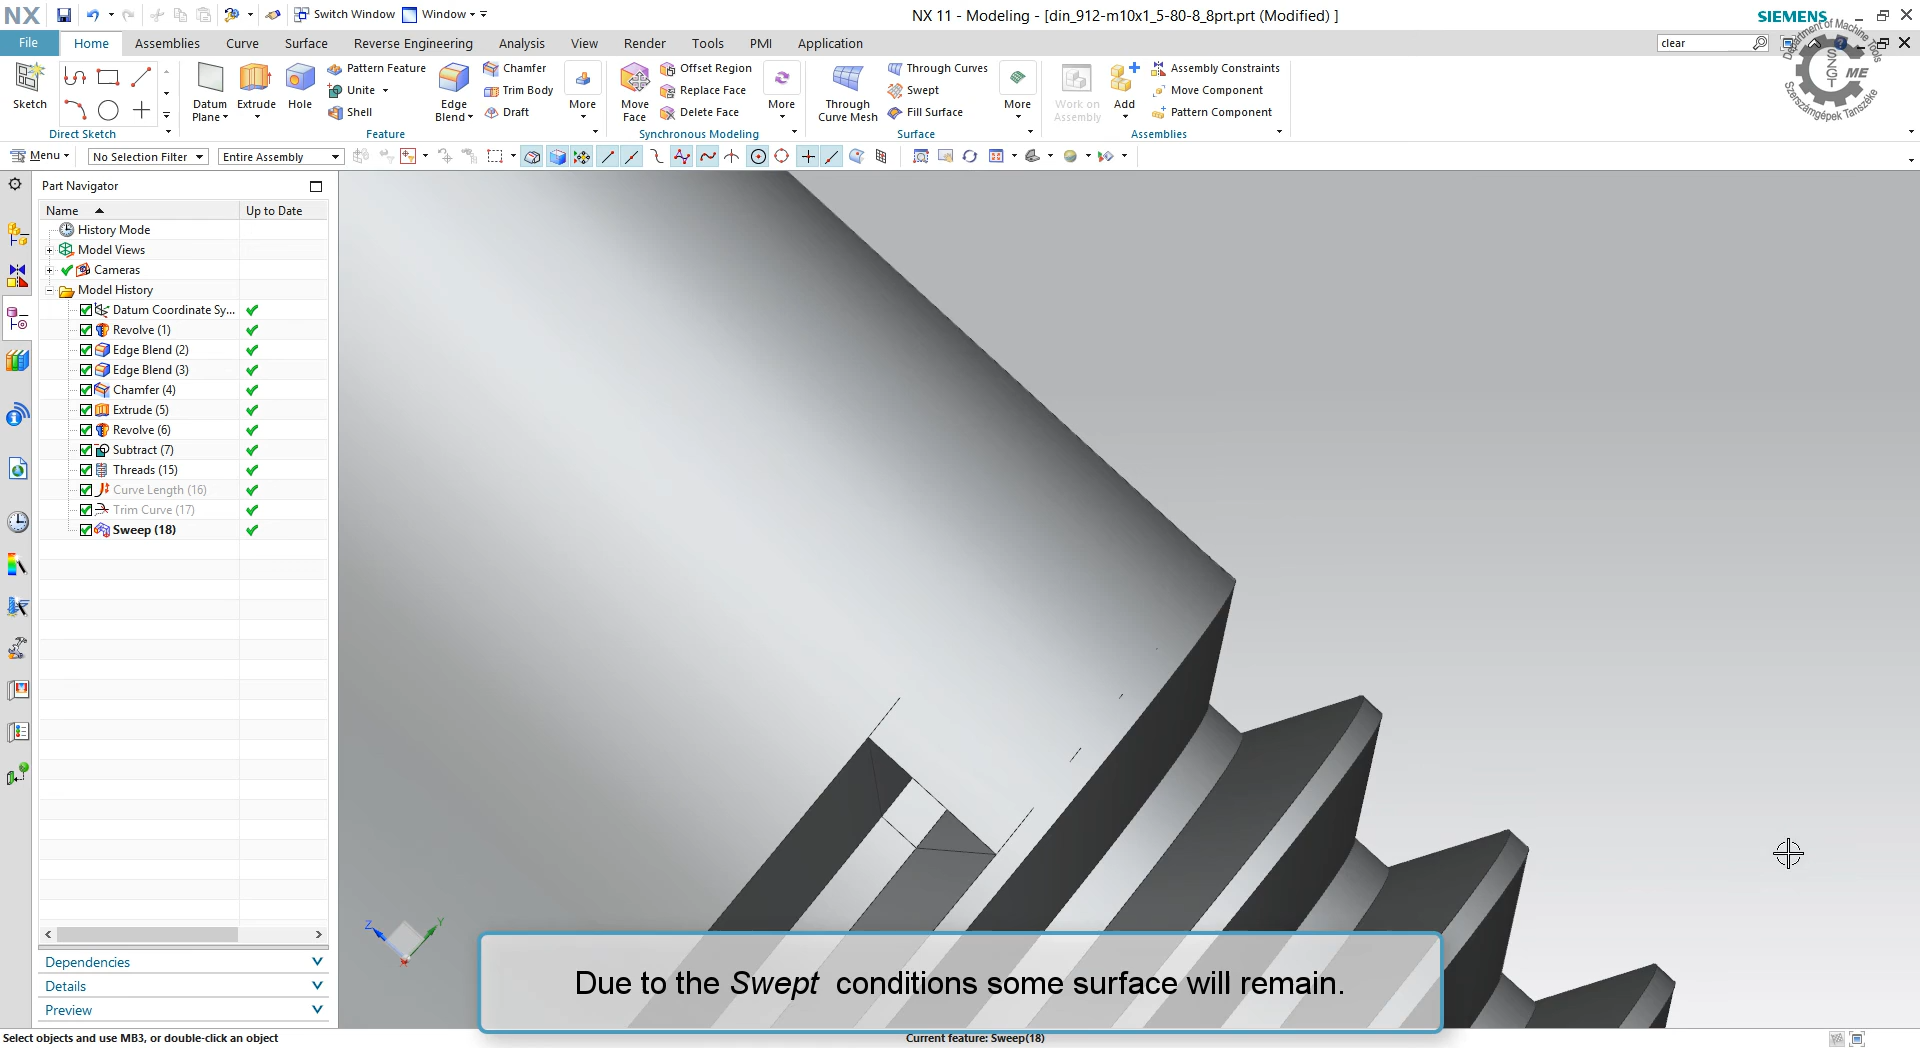 NX
Switch Window
Window
NX 11 - Modeling - [din_912-m10x1_5-80-8_8prt.prt (Modified) ]
SIEMENS
File
Home
Assemblies
Curve
Surface
Reverse Engineering
Analysis
View
Render
Tools
PMI
Application
clear
Department of Machine Tools
SZGT
ME
Szerszámgépek Tanszéke
Sketch
Direct Sketch
Datum Plane
Extrude
Hole
Pattern Feature
Unite
Shell
Edge Blend
Chamfer
Trim Body
Draft
More
Feature
Move Face
Offset Region
Replace Face
Delete Face
More
Synchronous Modeling
Through Curve Mesh
Through Curves
Swept
Fill Surface
More
Surface
Work on Assembly
Add
Assembly Constraints
Move Component
Pattern Component
Assemblies
Menu
No Selection Filter
Entire Assembly
Part Navigator
Name
Up to Date
History Mode
Model Views
Cameras
Model History
Datum Coordinate Sy...
Revolve (1)
Edge Blend (2)
Edge Blend (3)
Chamfer (4)
Extrude (5)
Revolve (6)
Subtract (7)
Threads (15)
Curve Length (16)
Trim Curve (17)
Sweep (18)
Dependencies
Details
Preview
Z
Y
Due to the Swept conditions some surface will remain.
Select objects and use MB3, or double-click an object
Current feature: Sweep(18)